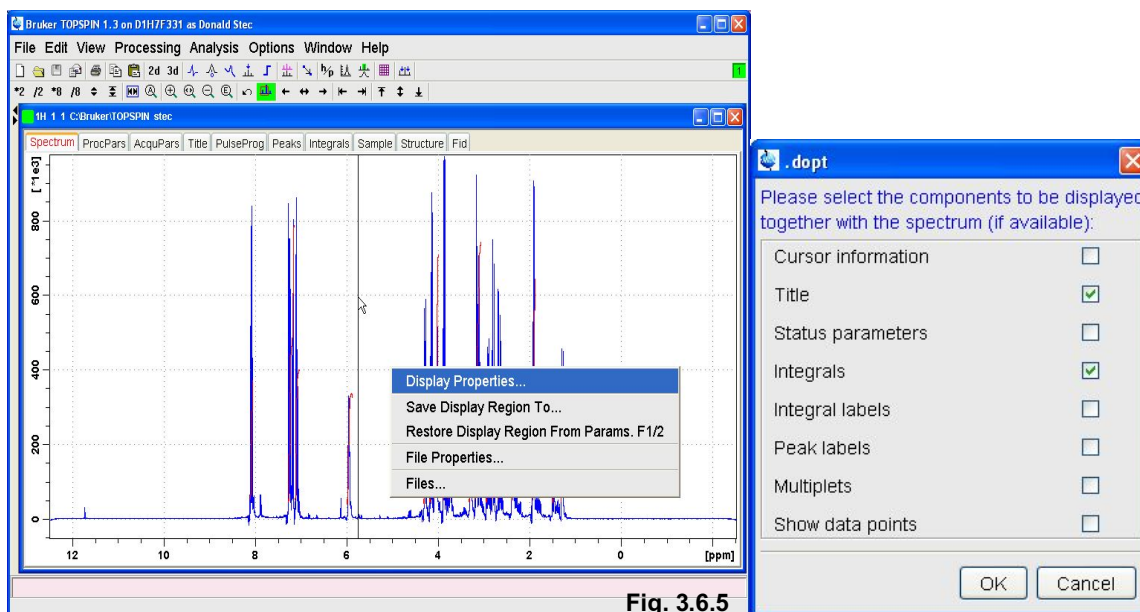 Bruker TOPSPIN 1.3 on D1H7F331 as Donald Stec
File Edit View Processing Analysis Options Window Help
2d 3d
1
*2 /2 *8 /8
1H 1 1 C:\Bruker\TOPSPIN stec
Spectrum ProcPars AcquPars Title PulseProg Peaks Integrals Sample Structure Fid
[*1e3]
800
600
400
200
0
12 10 8 6 4 2 0 [ppm]
Display Properties...
Save Display Region To...
Restore Display Region From Params. F1/2
File Properties...
Files...
Fig. 3.6.5
.dopt
Please select the components to be displayed
together with the spectrum (if available):
Cursor information
Title
Status parameters
Integrals
Integral labels
Peak labels
Multiplets
Show data points
OK Cancel